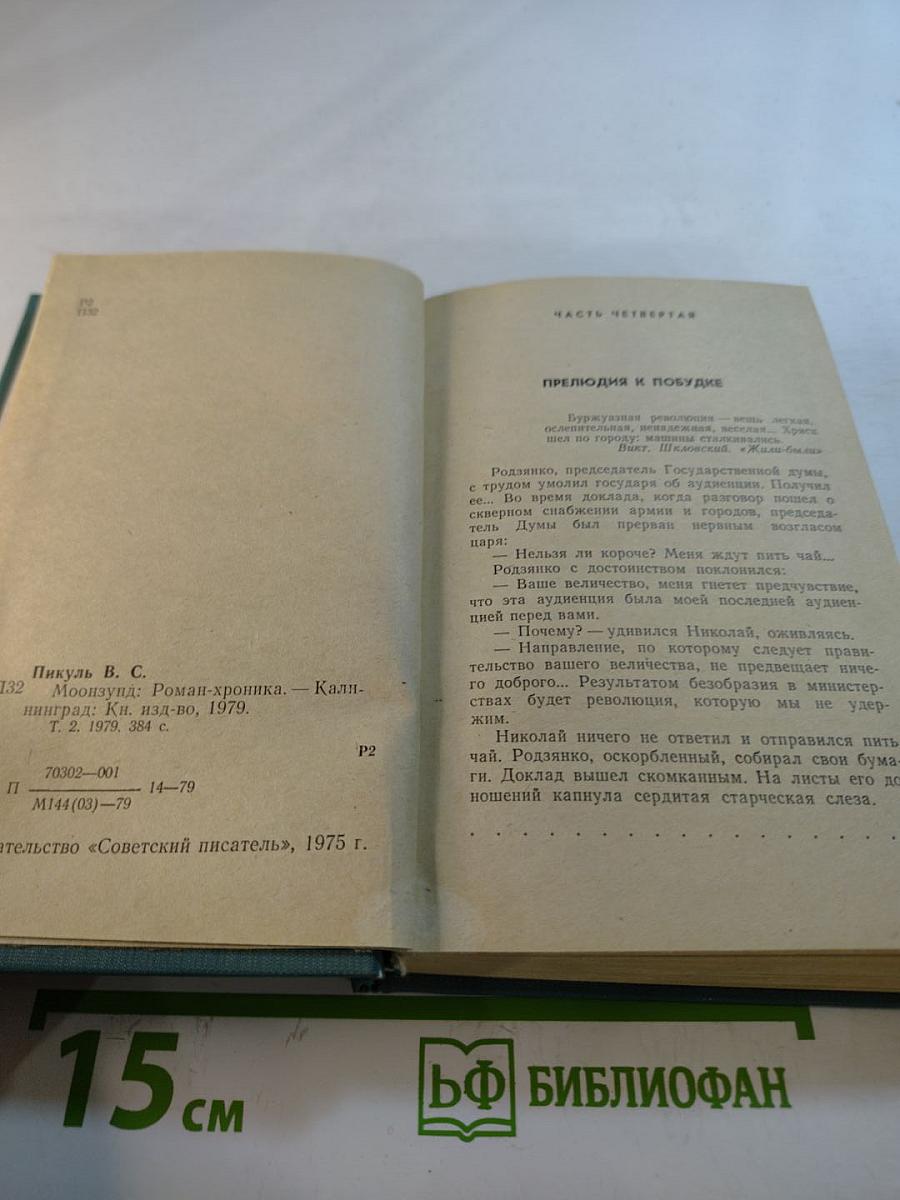 Р2
П32
Пикуль В. С.
П32 Моонзунд: Роман-хроника. — Кали-
нинград: Кн. изд-во, 1979.
Т. 2. 1979. 384 с.
Р2
П 70302—001
М144(03)—79 14—79
ательство «Советский писатель», 1975 г.
ЧАСТЬ ЧЕТВЕРТАЯ
ПРЕЛЮДИЯ К ПОБУДКЕ
Буржуазная революция — вещь легкая,
ослепительная, ненадежная, веселая... Хряск
шел по городу: машины сталкивались.
Викт. Шкловский. «Жили-были»
Родзянко, председатель Государственной думы,
с трудом умолил государя об аудиенции. Получил
ее... Во время доклада, когда разговор пошел о
скверном снабжении армии и городов, председа-
тель Думы был прерван нервным возгласом
царя:
— Нельзя ли короче? Меня ждут пить чай...
Родзянко с достоинством поклонился:
— Ваше величество, меня гнетет предчувствие,
что эта аудиенция была моей последней аудиен-
цией перед вами.
— Почему? — удивился Николай, оживляясь.
— Направление, по которому следует прави-
тельство вашего величества, не предвещает ниче-
го доброго... Результатом безобразия в министер-
ствах будет революция, которую мы не удер-
жим.
Николай ничего не ответил и отправился пить
чай. Родзянко, оскорбленный, собирал свои бума-
ги. Доклад вышел скомканным. На листы его до
ношений капнула сердитая старческая слеза.
. . . . . . . . . . . . . . . . .
15 см
БФ БИБЛИОФАН